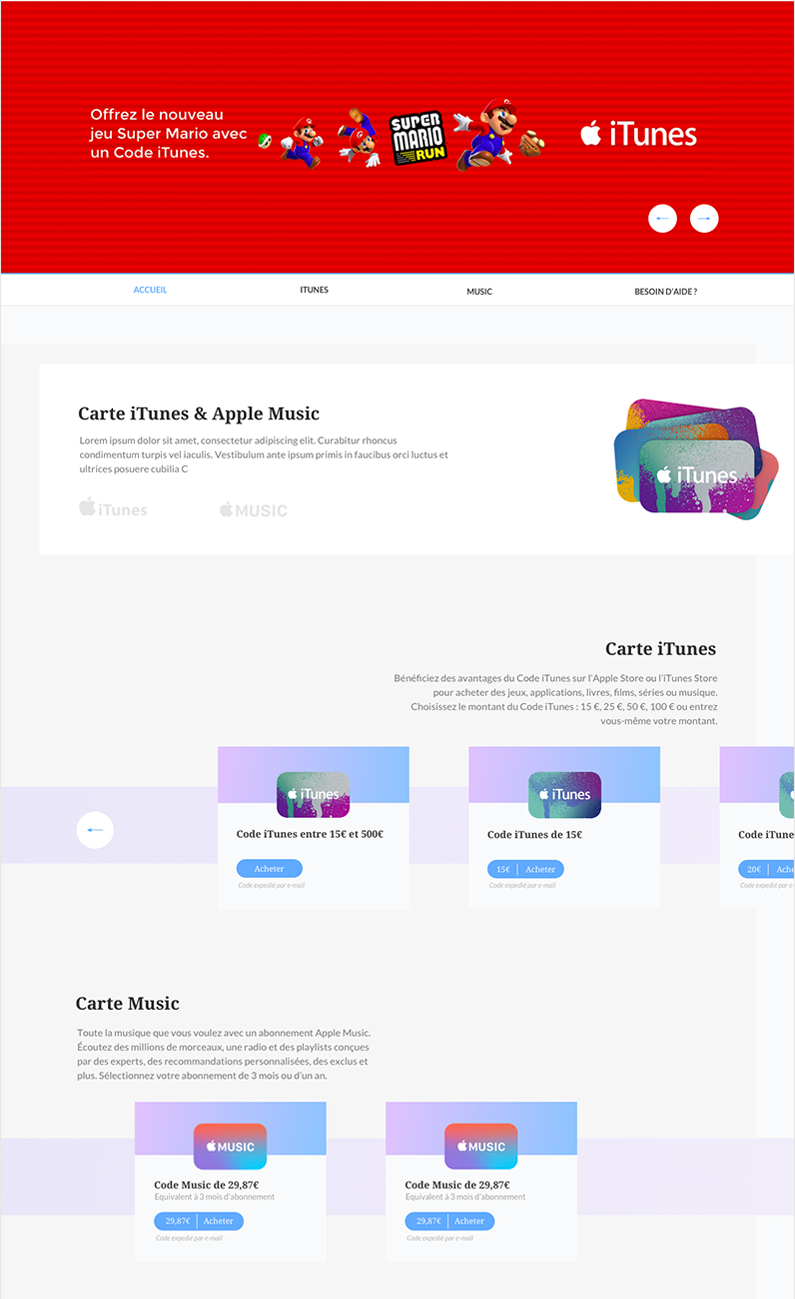 Offrez le nouveau
jeu Super Mario avec
un Code iTunes.
SUPER
MARIO
RUN
iTunes
ACCUEIL
ITUNES
MUSIC
BESOIN D'AIDE ?
Carte iTunes & Apple Music
Lorem ipsum dolor sit amet, consectetur adipiscing elit. Curabitur rhoncus
condimentum turpis vel iaculis. Vestibulum ante ipsum primis in faucibus orci luctus et
ultrices posuere cubilia C
iTunes
MUSIC
iTunes
Carte iTunes
Bénéficiez des avantages du Code iTunes sur l'Apple Store ou l'iTunes Store
pour acheter des jeux, applications, livres, films, séries ou musique.
Choisissez le montant du Code iTunes : 15 €, 25 €, 50 €, 100 € ou entrez
vous-même votre montant.
iTunes
Code iTunes entre 15€ et 500€
Acheter
Code expedié par e-mail
iTunes
Code iTunes de 15€
15€ Acheter
Code expedié par e-mail
Code iTune
20€ Ache
Code expedié par e-
Carte Music
Toute la musique que vous voulez avec un abonnement Apple Music.
Écoutez des millions de morceaux, une radio et des playlists conçues
par des experts, des recommandations personnalisées, des exclus et
plus. Sélectionnez votre abonnement de 3 mois ou d'un an.
MUSIC
Code Music de 29,87€
Equivalent à 3 mois d'abonnement
29,87€ Acheter
Code expedié par e-mail
MUSIC
Code Music de 29,87€
Equivalent à 3 mois d'abonnement
29,87€ Acheter
Code expedié par e-mail